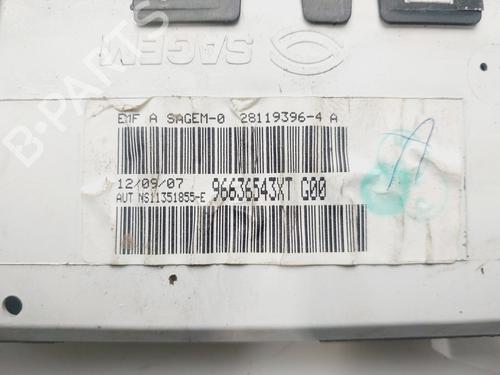 SAGEM
EMF A SAGEM-0 28119396-4 A
12/09/07
96636543XT G00
AUT NS11351855-E
A
B-PARTS